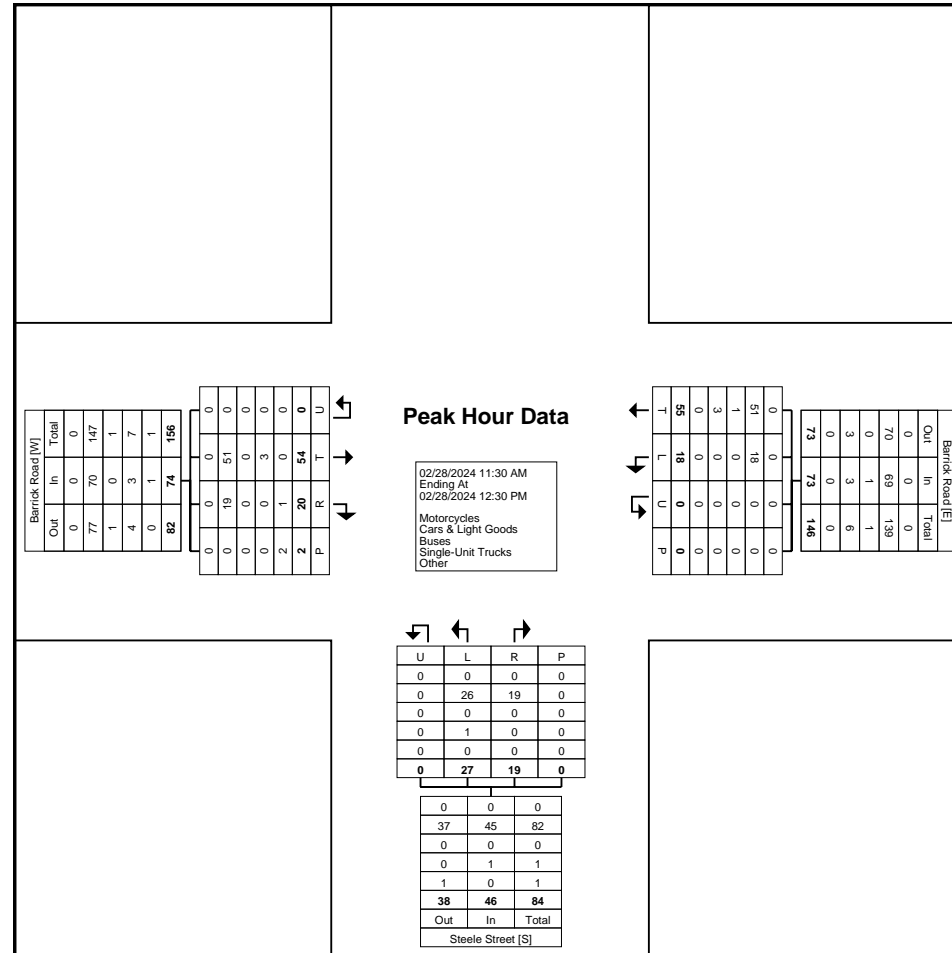 Peak Hour Data
02/28/2024 11:30 AM
Ending At
02/28/2024 12:30 PM
Motorcycles
Cars & Light Goods
Buses
Single-Unit Trucks
Other
Barrick Road [W]
Out In Total
0 0 0
77 70 147
1 0 1
4 3 7
0 1 1
82 74 156
0 0 0 0
0 19 51 0
0 0 0 0
0 0 3 0
2 1 0 0
2 20 54 0
P R T U
Barrick Road [E]
Out In Total
0 0 0
70 69 139
0 1 1
3 3 6
0 0 0
73 73 146
0 0 0 0
51 18 0 0
1 0 0 0
3 0 0 0
0 0 0 0
55 18 0 0
T L U P
U L R P
0 0 0 0
0 26 19 0
0 0 0 0
0 1 0 0
0 0 0 0
0 27 19 0
0 0 0
37 45 82
0 0 0
0 1 1
1 0 1
38 46 84
Out In Total
Steele Street [S]